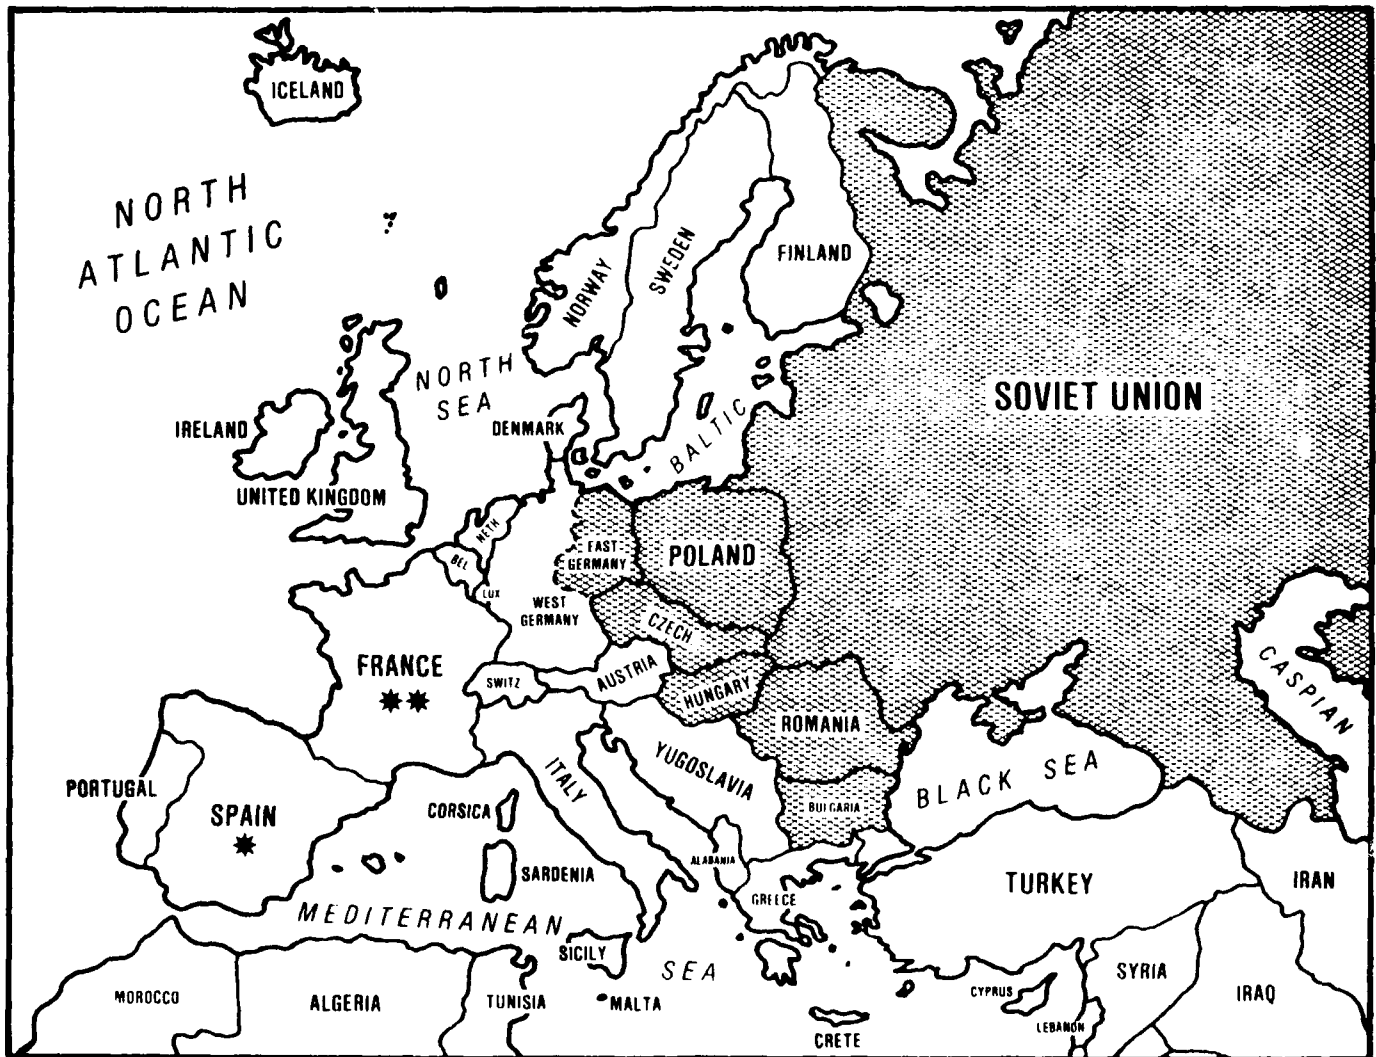 ICELAND
NORTH
ATLANTIC
OCEAN
NORWAY
SWEDEN
FINLAND
NORTH
SEA
SOVIET UNION
IRELAND
DENMARK
BALTIC
UNITED KINGDOM
NETH
BEL
LUX
EAST
GERMANY
POLAND
WEST
GERMANY
CZECH
FRANCE
SWITZ
AUSTRIA
HUNGARY
ROMANIA
CASPIAN
PORTUGAL
SPAIN
ITALY
YUGOSLAVIA
BLACK SEA
CORSICA
BULGARIA
ALABANIA
SARDENIA
GREECE
TURKEY
IRAN
MEDITERRANEAN
SEA
SICILY
MALTA
MOROCCO
ALGERIA
TUNISIA
CRETE
CYPRUS
LEBANON
SYRIA
IRAQ